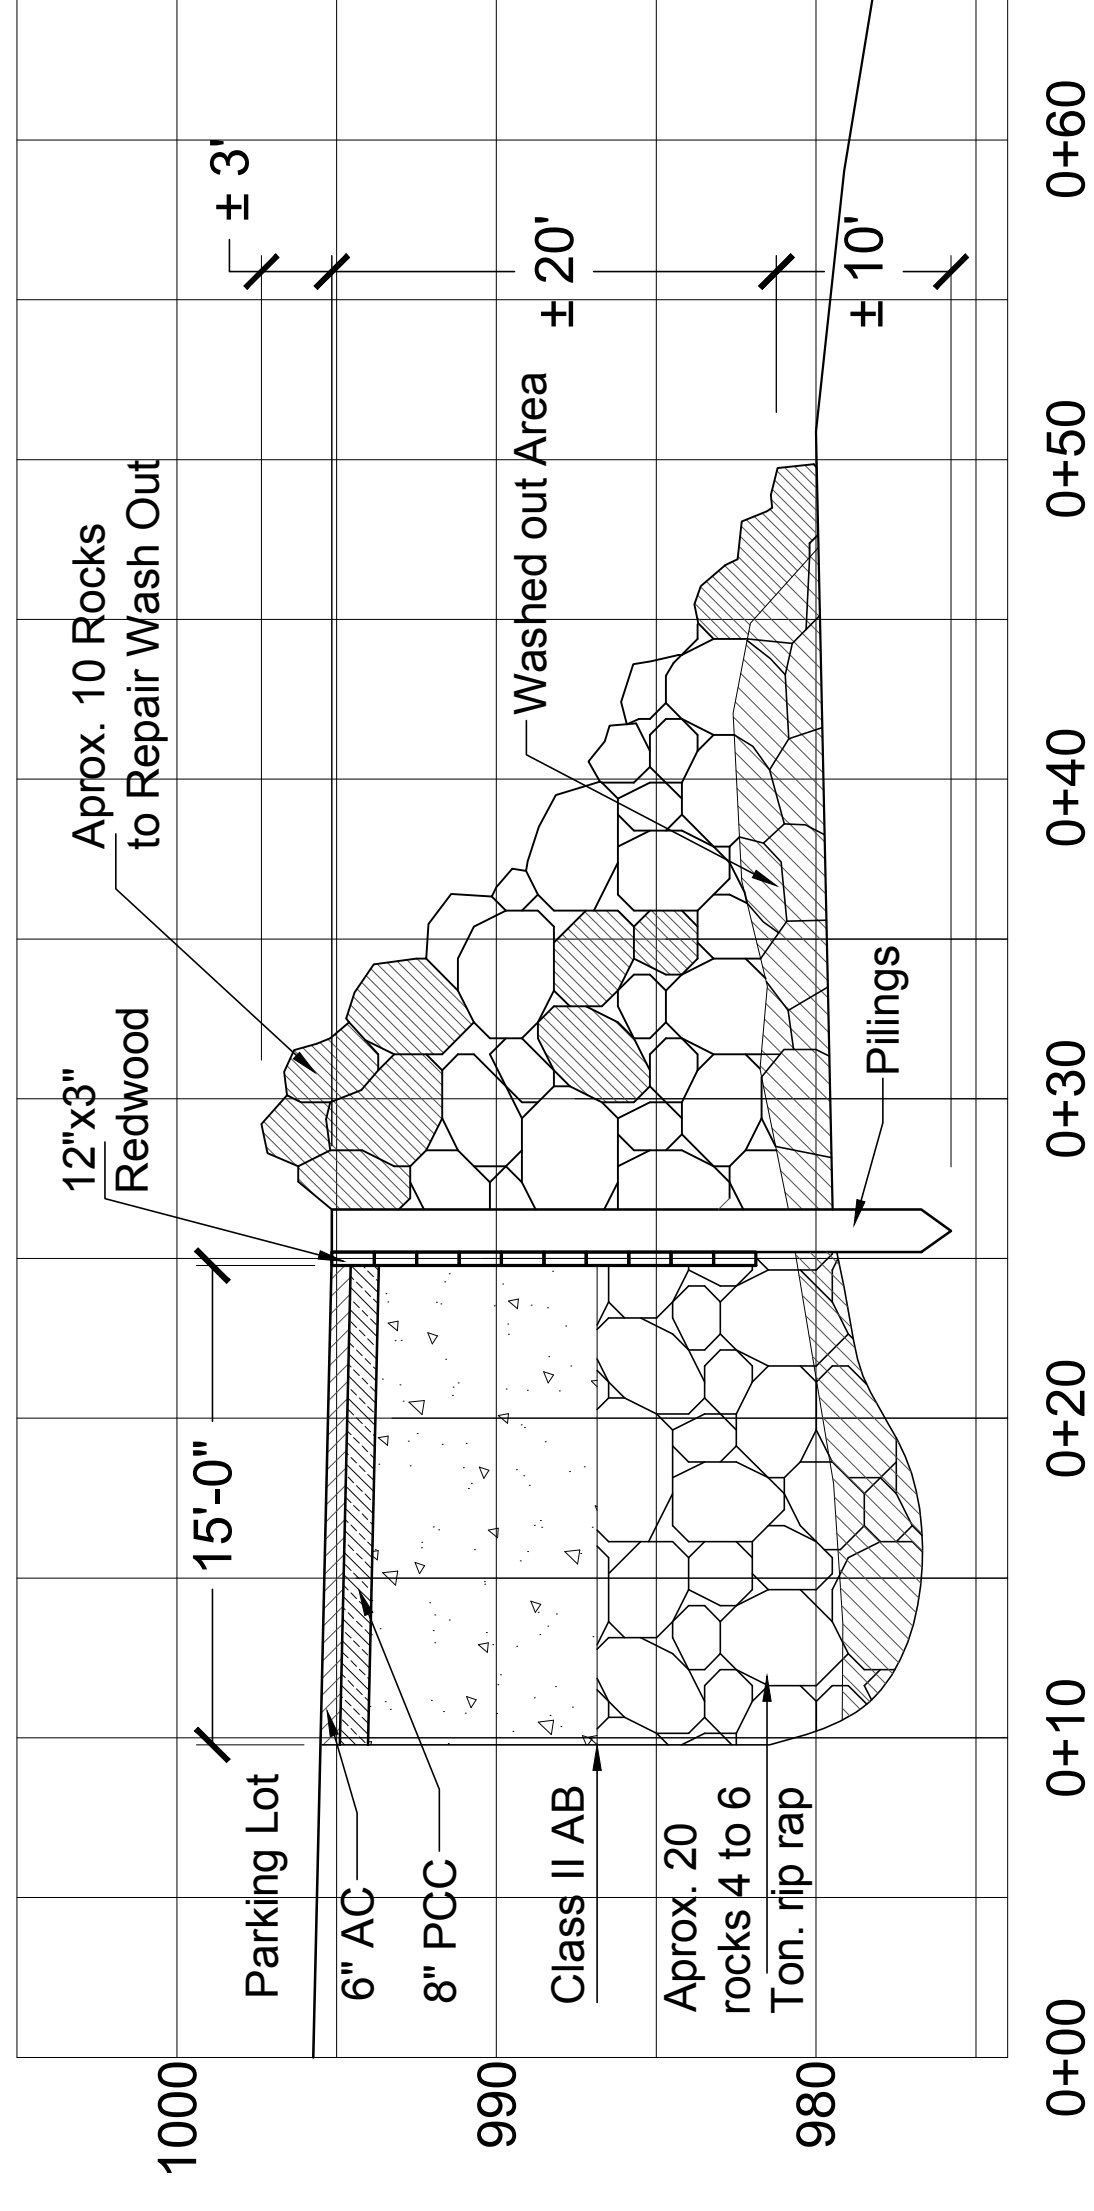 Aprox. 10 Rocks
to Repair Wash Out
12"x3"
Redwood
± 3'
15'-0"
Parking Lot
6" AC
8" PCC
Washed out Area
± 20'
Class II AB
Aprox. 20
rocks 4 to 6
Ton. rip rap
Pilings
± 10'
1000
990
980
0+00
0+10
0+20
0+30
0+40
0+50
0+60